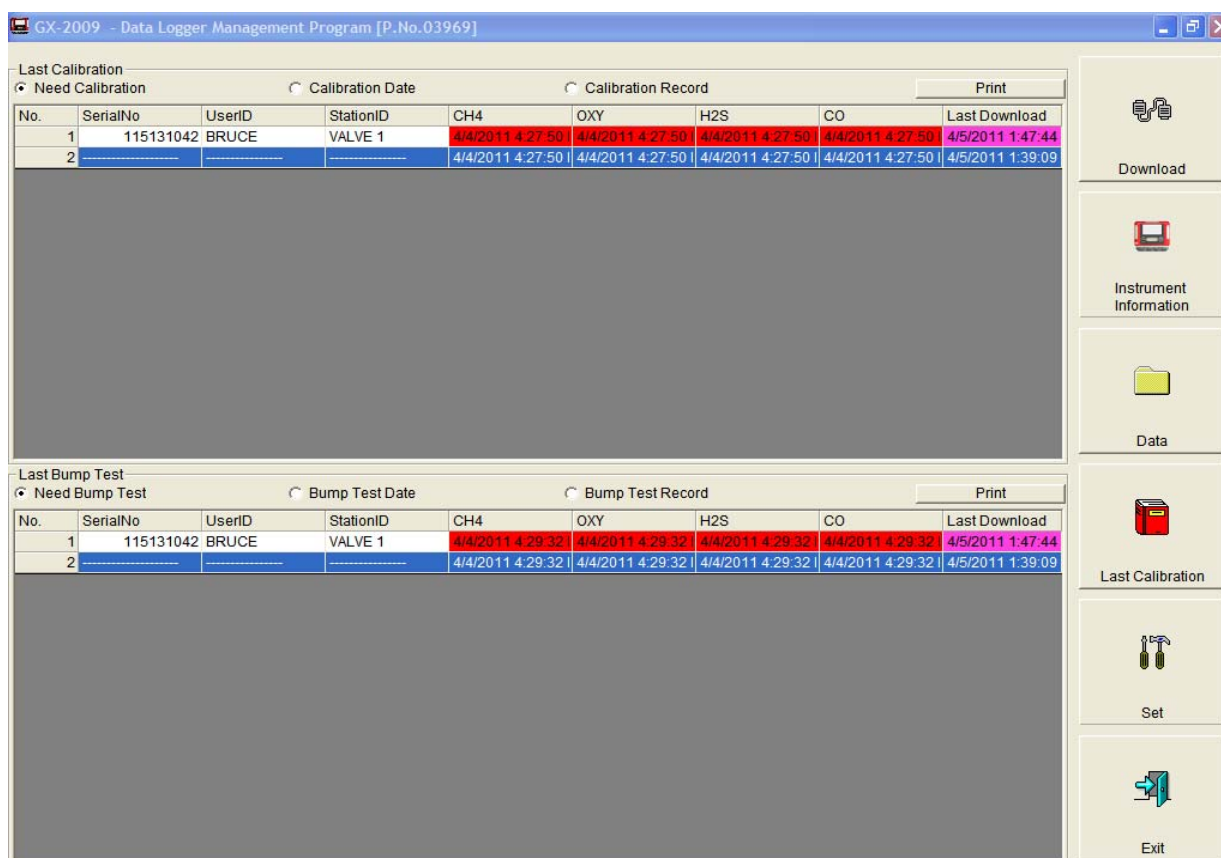 GX-2009 - Data Logger Management Program [P.No.03969]
Last Calibration
Need Calibration Calibration Date Calibration Record Print
No. SerialNo UserID StationID CH4 OXY H2S CO Last Download
1 115131042 BRUCE VALVE 1 4/4/2011 4:27:50 4/4/2011 4:27:50 4/4/2011 4:27:50 4/4/2011 4:27:50 4/5/2011 1:47:44
2 -------------------- ---------------- ---------------- 4/4/2011 4:27:50 4/4/2011 4:27:50 4/4/2011 4:27:50 4/4/2011 4:27:50 4/5/2011 1:39:09
Last Bump Test
Need Bump Test Bump Test Date Bump Test Record Print
No. SerialNo UserID StationID CH4 OXY H2S CO Last Download
1 115131042 BRUCE VALVE 1 4/4/2011 4:29:32 4/4/2011 4:29:32 4/4/2011 4:29:32 4/4/2011 4:29:32 4/5/2011 1:47:44
2 -------------------- ---------------- ---------------- 4/4/2011 4:29:32 4/4/2011 4:29:32 4/4/2011 4:29:32 4/4/2011 4:29:32 4/5/2011 1:39:09
Download
Instrument
Information
Data
Last Calibration
Set
Exit